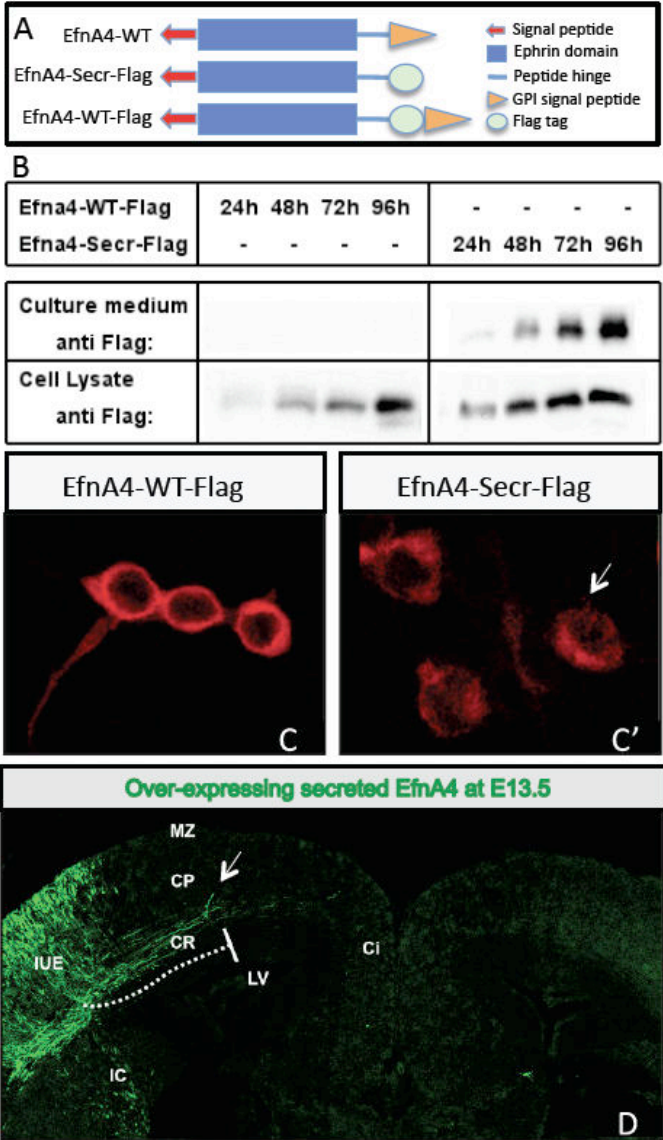 A
EfnA4-WT
EfnA4-Secr-Flag
EfnA4-WT-Flag
Signal peptide
Ephrin domain
Peptide hinge
GPI signal peptide
Flag tag
B
Efna4-WT-Flag 24h 48h 72h 96h - - - -
Efna4-Secr-Flag - - - - 24h 48h 72h 96h
Culture medium
anti Flag:
Cell Lysate
anti Flag:
EfnA4-WT-Flag
EfnA4-Secr-Flag
C
C'
Over-expressing secreted EfnA4 at E13.5
MZ
CP
CR
Ci
IUE
LV
IC
D